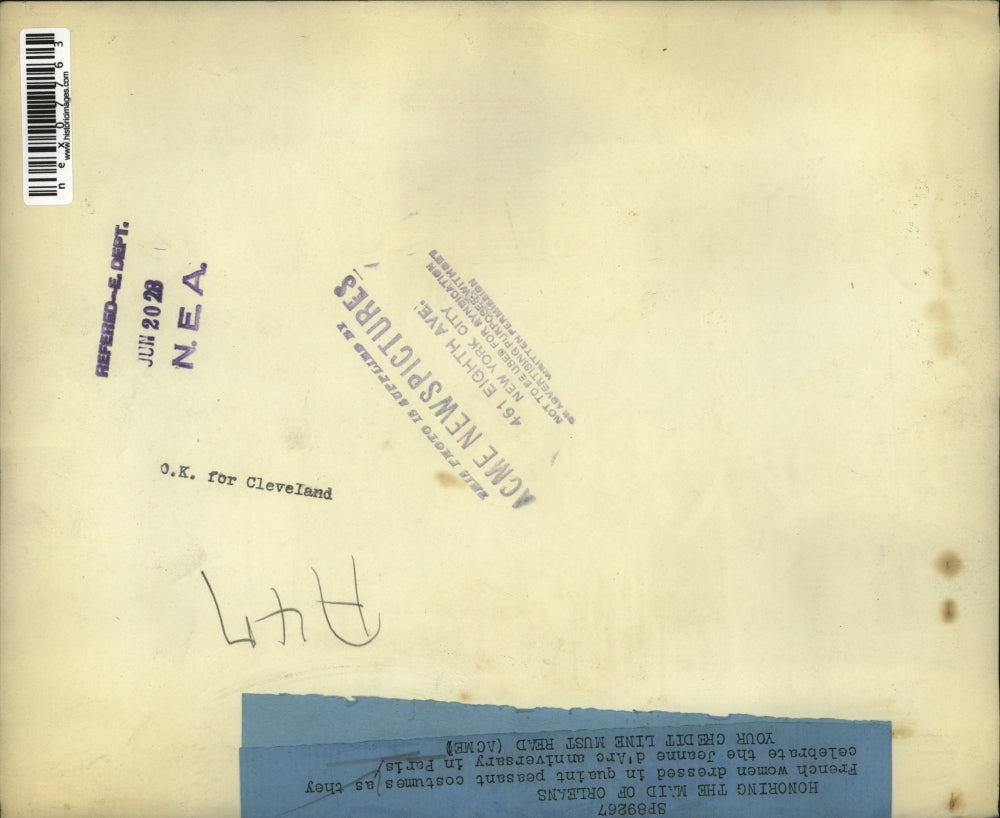 nex07763
www.historicimages.com
REFERED-E. DEPT.
JUN 20 28
N. E. A.
THIS PHOTO IS SUPPLIED BY
ACME NEWSPICTURES
461 EIGHTH AVE.
NEW YORK CITY
NOT TO BE USED FOR SYNDICATION
OR ADVERTISING PURPOSES WITHOUT
WRITTEN PERMISSION
O.K. for Cleveland
A47
SP89267
HONORING THE MAID OF ORLEANS
French women dressed in quaint peasant costumes as they
celebrate the Jeanne d'Arc anniversary in Paris
YOUR CREDIT LINE MUST READ (ACME)